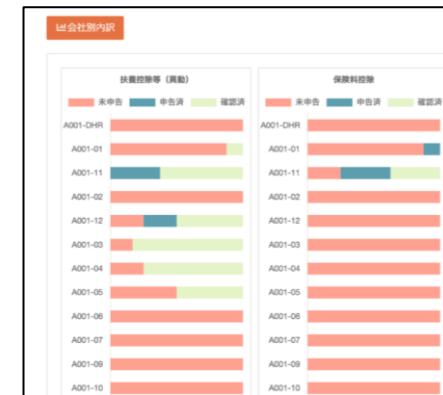 会社別内訳
扶養控除等（異動）
未申告 申告済 確認済
A001-DHR
A001-01
A001-11
A001-02
A001-12
A001-03
A001-04
A001-05
A001-06
A001-07
A001-09
A001-10
保険料控除
未申告 申告済 確認済
A001-DHR
A001-01
A001-11
A001-02
A001-12
A001-03
A001-04
A001-05
A001-06
A001-07
A001-09
A001-10